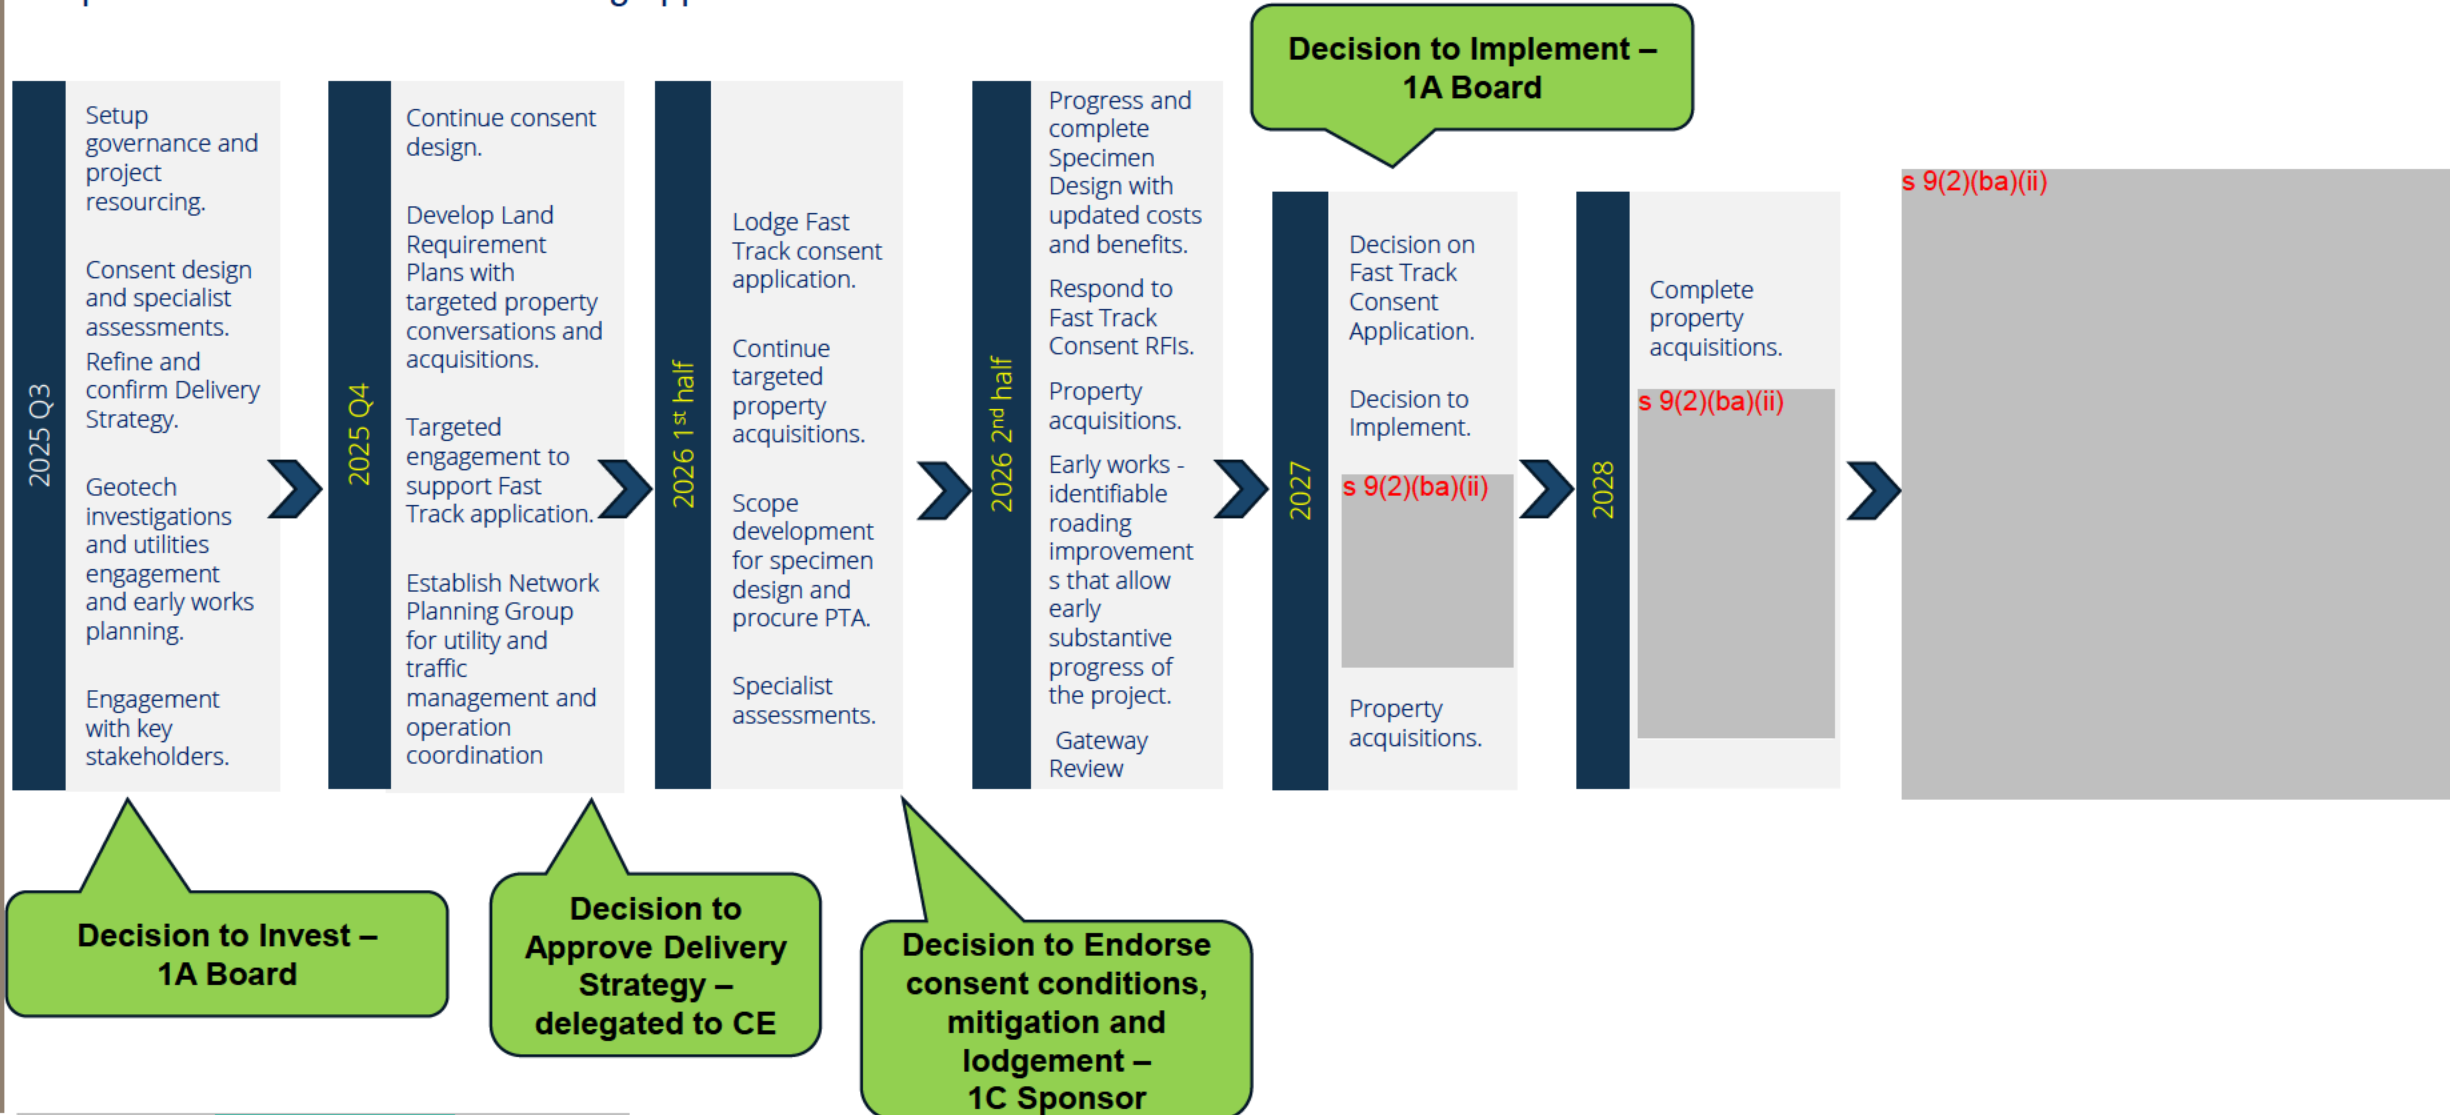 Decision to Implement –
1A Board
2025 Q3
Setup
governance and
project
resourcing.
Consent design
and specialist
assessments.
Refine and
confirm Delivery
Strategy.
Geotech
investigations
and utilities
engagement
and early works
planning.
Engagement
with key
stakeholders.
2025 Q4
Continue consent
design.
Develop Land
Requirement
Plans with
targeted property
conversations and
acquisitions.
Targeted
engagement to
support Fast
Track application.
Establish Network
Planning Group
for utility and
traffic
management and
operation
coordination
2026 1st half
Lodge Fast
Track consent
application.
Continue
targeted
property
acquisitions.
Scope
development
for specimen
design and
procure PTA.
Specialist
assessments.
2026 2nd half
Progress and
complete
Specimen
Design with
updated costs
and benefits.
Respond to
Fast Track
Consent RFIs.
Property
acquisitions.
Early works -
identifiable
roading
improvement
s that allow
early
substantive
progress of
the project.
Gateway
Review
2027
Decision on
Fast Track
Consent
Application.
Decision to
Implement.
s 9(2)(ba)(ii)
Property
acquisitions.
2028
Complete
property
acquisitions.
s 9(2)(ba)(ii)
s 9(2)(ba)(ii)
Decision to Invest –
1A Board
Decision to
Approve Delivery
Strategy –
delegated to CE
Decision to Endorse
consent conditions,
mitigation and
lodgement –
1C Sponsor